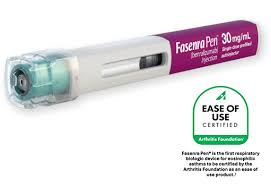 Fasenra Pen®
(benralizumab)
Injection
30 mg/mL
Single-dose prefilled
autoinjector
EASE OF
USE
CERTIFIED
Arthritis Foundation®
Fasenra Pen® is the first respiratory
biologic device for eosinophilic
asthma to be certified by the
Arthritis Foundation as an ease of
use product.¹